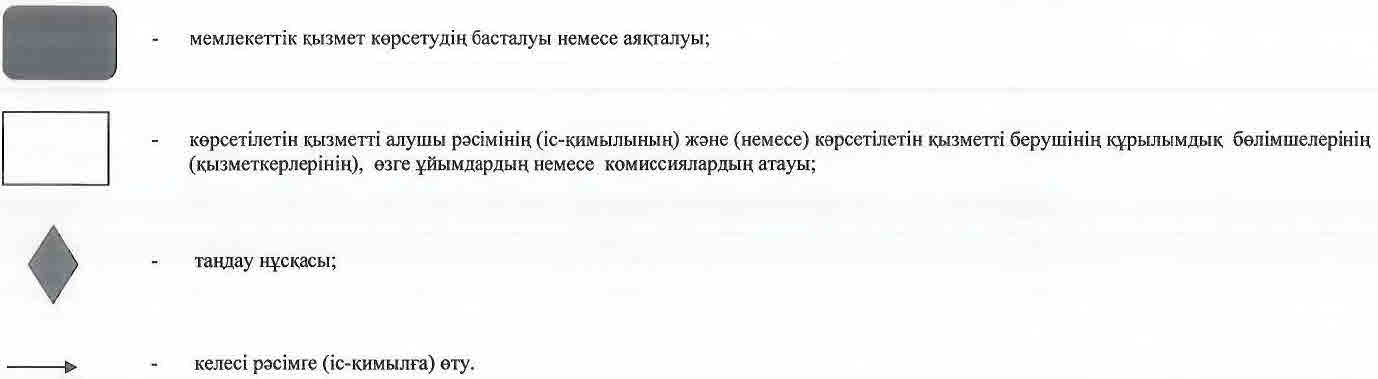 - мемлекеттік қызмет көрсетудің басталуы немесе аяқталуы;
- көрсетілетін қызметті алушы рәсімінің (іс-қимылының) және (немесе) көрсетілетін қызметті берушінің құрылымдық бөлімшелерінің
(қызметкерлерінің), өзге ұйымдардың немесе комиссиялардың атауы;
- таңдау нұсқасы;
- келесі рәсімге (іс-қимылға) өту.